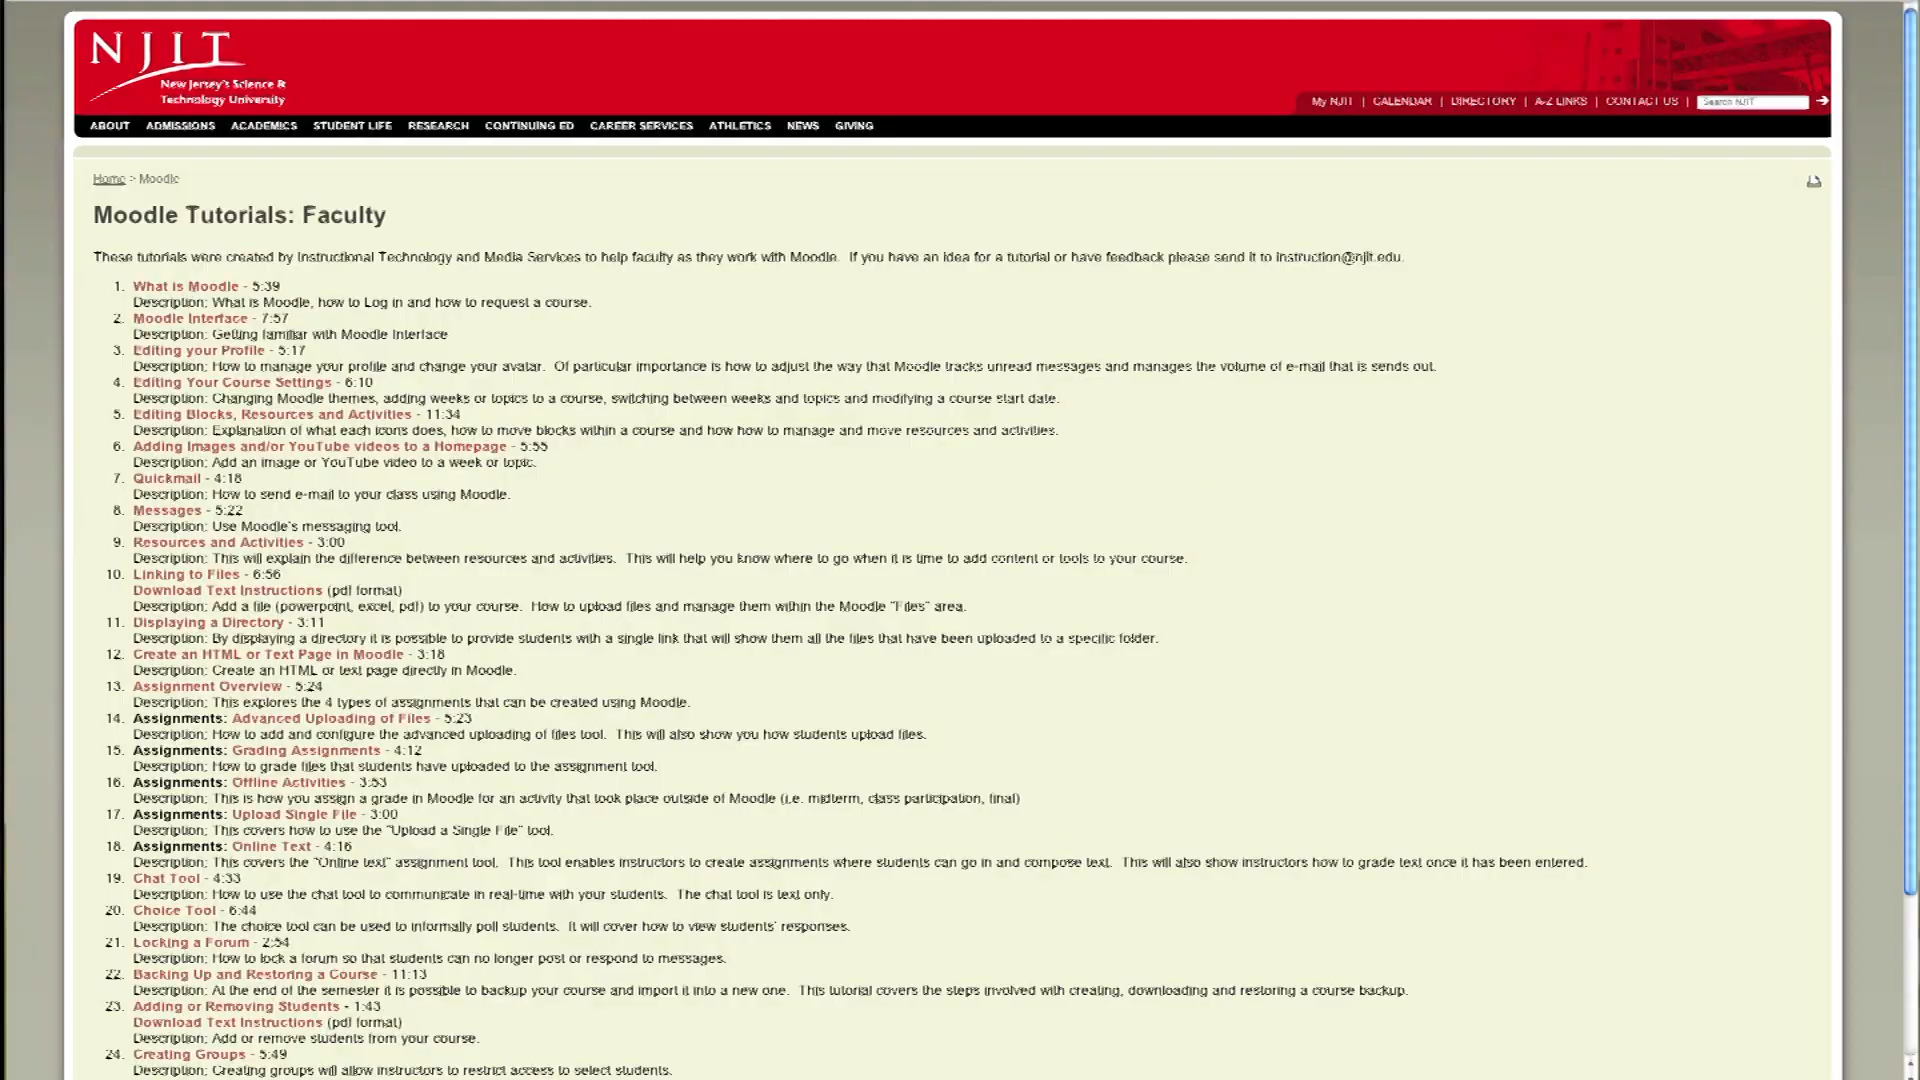 NJIT
New Jersey's Science &
Technology University
My NJIT | CALENDAR | DIRECTORY | A-Z LINKS | CONTACT US | Search NJIT
ABOUT ADMISSIONS ACADEMICS STUDENT LIFE RESEARCH CONTINUING ED CAREER SERVICES ATHLETICS NEWS GIVING
Home > Moodle
Moodle Tutorials: Faculty
These tutorials were created by Instructional Technology and Media Services to help faculty as they work with Moodle. If you have an idea for a tutorial or have feedback please send it to instruction@njit.edu.
1. What is Moodle - 5:39
Description: What is Moodle, how to Log in and how to request a course.
2. Moodle Interface - 7:57
Description: Getting familiar with Moodle Interface
3. Editing your Profile - 5:17
Description: How to manage your profile and change your avatar. Of particular importance is how to adjust the way that Moodle tracks unread messages and manages the volume of e-mail that is sends out.
4. Editing Your Course Settings - 6:10
Description: Changing Moodle themes, adding weeks or topics to a course, switching between weeks and topics and modifying a course start date.
5. Editing Blocks, Resources and Activities - 11:34
Description: Explanation of what each icons does, how to move blocks within a course and how how to manage and move resources and activities.
6. Adding Images and/or YouTube videos to a Homepage - 5:55
Description: Add an image or YouTube video to a week or topic.
7. Quickmail - 4:18
Description: How to send e-mail to your class using Moodle.
8. Messages - 5:22
Description: Use Moodle's messaging tool.
9. Resources and Activities - 3:00
Description: This will explain the difference between resources and activities. This will help you know where to go when it is time to add content or tools to your course.
10. Linking to Files - 6:56
Download Text Instructions (pdf format)
Description: Add a file (powerpoint, excel, pdf) to your course. How to upload files and manage them within the Moodle "Files" area.
11. Displaying a Directory - 3:11
Description: By displaying a directory it is possible to provide students with a single link that will show them all the files that have been uploaded to a specific folder.
12. Create an HTML or Text Page in Moodle - 3:18
Description: Create an HTML or text page directly in Moodle.
13. Assignment Overview - 5:24
Description: This explores the 4 types of assignments that can be created using Moodle.
14. Assignments: Advanced Uploading of Files - 5:23
Description: How to add and configure the advanced uploading of files tool. This will also show you how students upload files.
15. Assignments: Grading Assignments - 4:12
Description: How to grade files that students have uploaded to the assignment tool.
16. Assignments: Offline Activities - 3:53
Description: This is how you assign a grade in Moodle for an activity that took place outside of Moodle (i.e. midterm, class participation, final)
17. Assignments: Upload Single File - 3:00
Description: This covers how to use the "Upload a Single File" tool.
18. Assignments: Online Text - 4:16
Description: This covers the "Online text" assignment tool. This tool enables instructors to create assignments where students can go in and compose text. This will also show instructors how to grade text once it has been entered.
19. Chat Tool - 4:33
Description: How to use the chat tool to communicate in real-time with your students. The chat tool is text only.
20. Choice Tool - 6:44
Description: The choice tool can be used to informally poll students. It will cover how to view students' responses.
21. Locking a Forum - 2:54
Description: How to lock a forum so that students can no longer post or respond to messages.
22. Backing Up and Restoring a Course - 11:13
Description: At the end of the semester it is possible to backup your course and import it into a new one. This tutorial covers the steps involved with creating, downloading and restoring a course backup.
23. Adding or Removing Students - 1:43
Download Text Instructions (pdf format)
Description: Add or remove students from your course.
24. Creating Groups - 5:49
Description: Creating groups will allow instructors to restrict access to select students.